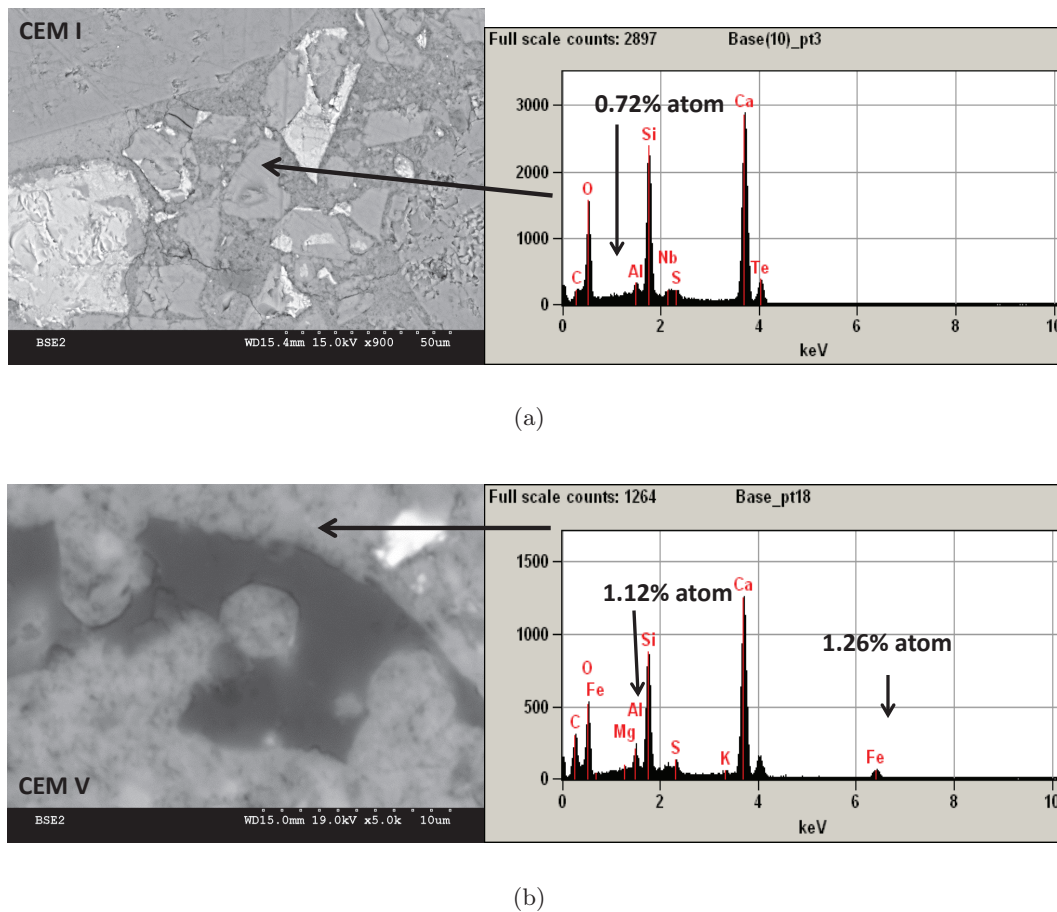 CEM I
BSE2 WD15.4mm 15.0kV x900 50um
Full scale counts: 2897 Base(10)_pt3
3000
2000
1000
0
0.72% atom
C
O
Al
Si
Nb
S
Ca
Te
0 2 4 6 8 10
keV
(a)
CEM V
BSE2 WD15.0mm 19.0kV x5.0k 10um
Full scale counts: 1264 Base_pt18
1500
1000
500
0
1.12% atom
1.26% atom
C
O
Fe
Mg
Al
Si
S
K
Ca
Fe
0 2 4 6 8 10
keV
(b)